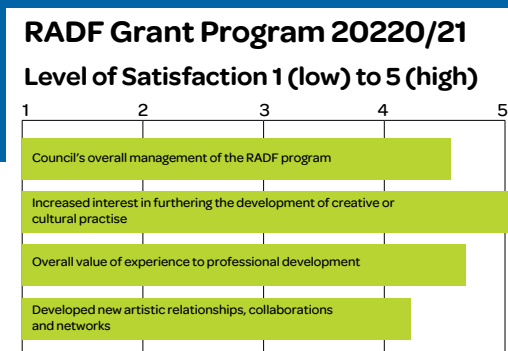 RADF Grant Program 20220/21
Level of Satisfaction 1 (low) to 5 (high)
1 2 3 4 5
Council's overall management of the RADF program
Increased interest in furthering the development of creative or
cultural practise
Overall value of experience to professional development
Developed new artistic relationships, collaborations
and networks